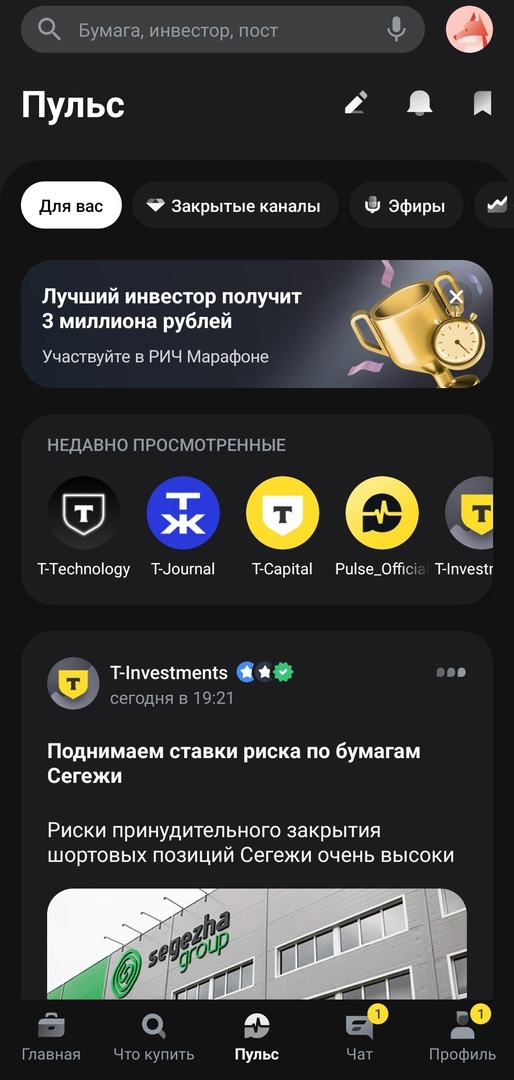 Бумага, инвестор, пост
Пульс
Для вас
Закрытые каналы
Эфиры
Лучший инвестор получит
3 миллиона рублей
Участвуйте в РИЧ Марафоне
НЕДАВНО ПРОСМОТРЕННЫЕ
T
T
Ж
T
T
T-Technology
T-Journal
T-Capital
Pulse_Official
T-Investr
T
T-Investments
сегодня в 19:21
Поднимаем ставки риска по бумагам
Сегежи
Риски принудительного закрытия
шортовых позиций Сегежи очень высоки
segezha
group
1
1
Главная
Что купить
Пульс
Чат
Профиль